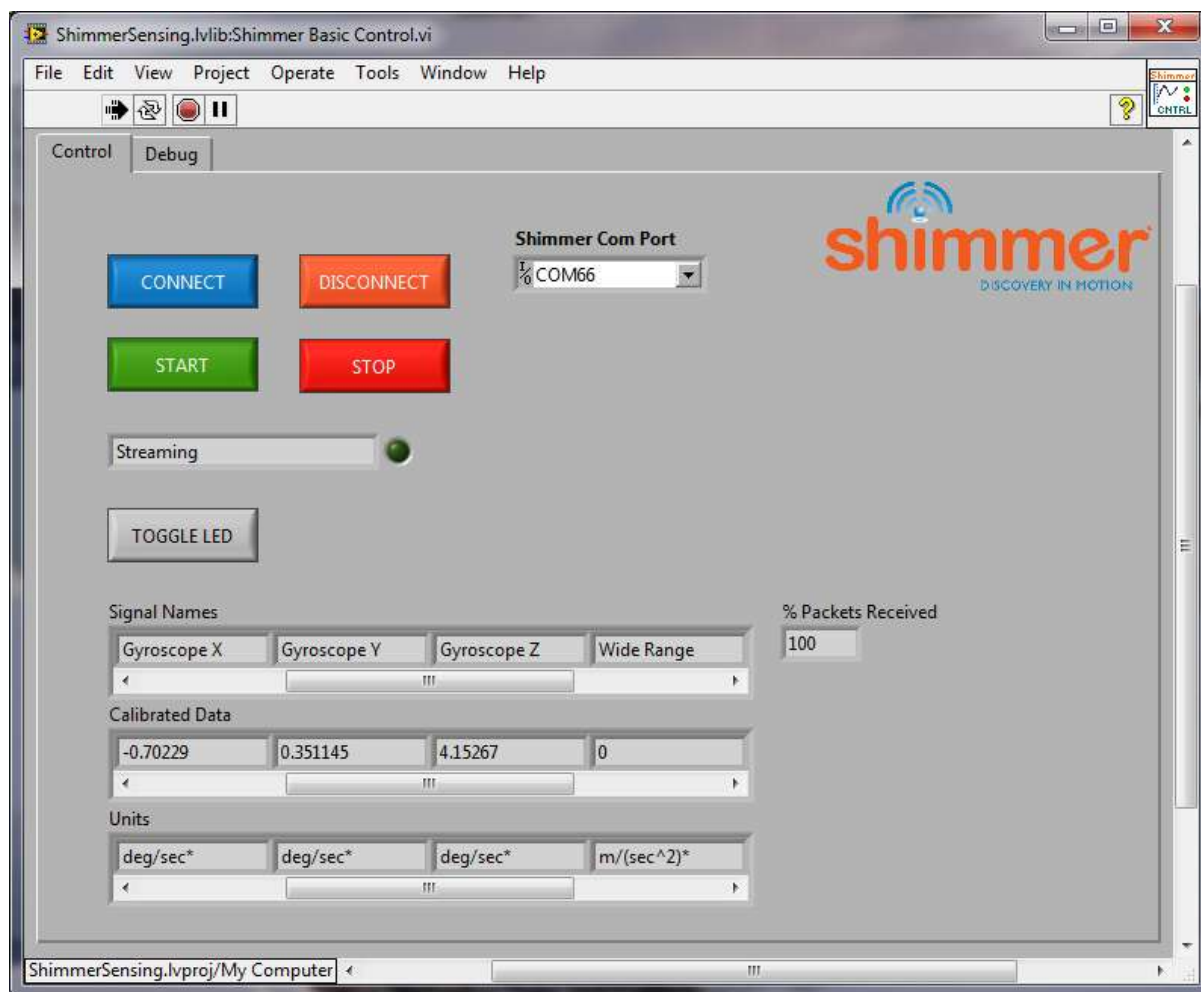 ShimmerSensing.lvlib:Shimmer Basic Control.vi
File Edit View Project Operate Tools Window Help
Shimmer
CNTRL
Control Debug
shimmer
DISCOVERY IN MOTION
Shimmer Com Port
COM66
CONNECT DISCONNECT
START STOP
Streaming
TOGGLE LED
Signal Names
Gyroscope X Gyroscope Y Gyroscope Z Wide Range
% Packets Received
100
Calibrated Data
-0.70229 0.351145 4.15267 0
Units
deg/sec* deg/sec* deg/sec* m/(sec^2)*
ShimmerSensing.lvproj/My Computer